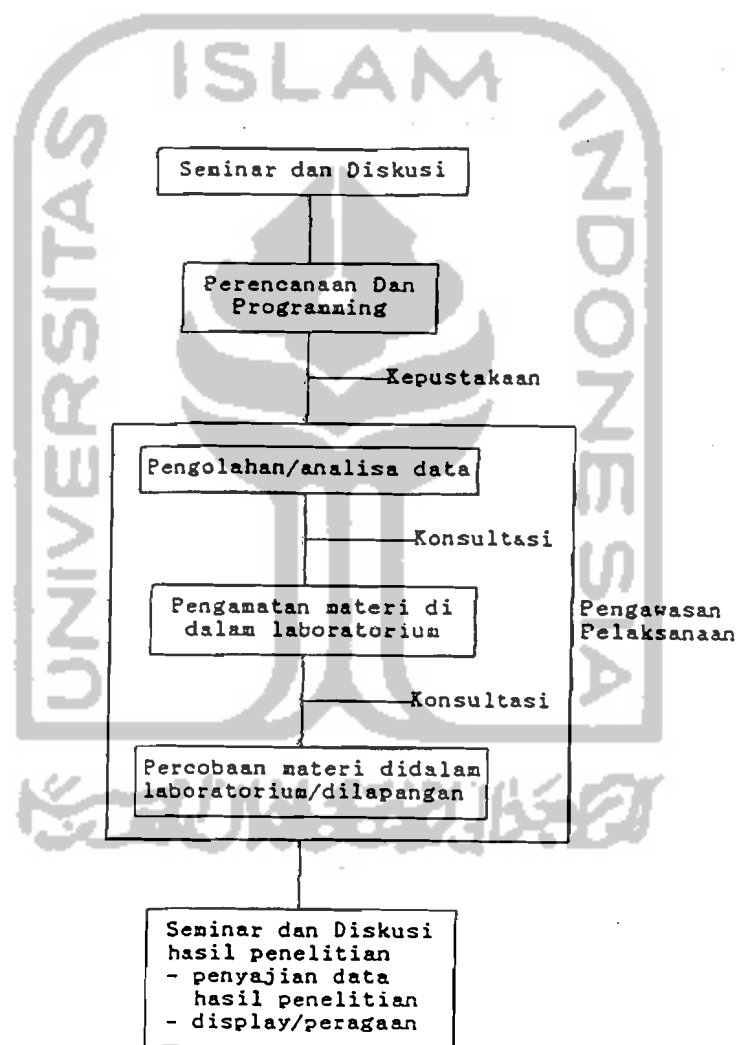 ISLAM
UNIVERSITAS
INDONESIA
Seminar dan Diskusi
Perencanaan Dan
Programming
Kepustakaan
Pengolahan/analisa data
Konsultasi
Pengamatan materi di
dalam laboratorium
Pengawasan
Pelaksanaan
Konsultasi
Percobaan materi didalam
laboratorium/dilapangan
Seminar dan Diskusi
hasil penelitian
- penyajian data
hasil penelitian
- display/peragaan